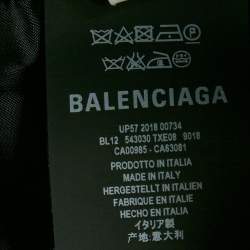 BALENCIAGA
UP57 2018 00734
BL12 543030 TXE09 9018
CA00985 - CA63081
PRODOTTO IN ITALIA
MADE IN ITALY
HERGESTELLT IN ITALIEN
FABRIQUE EN ITALIE
HECHO EN ITALIA
イタリア製
产地:意大利